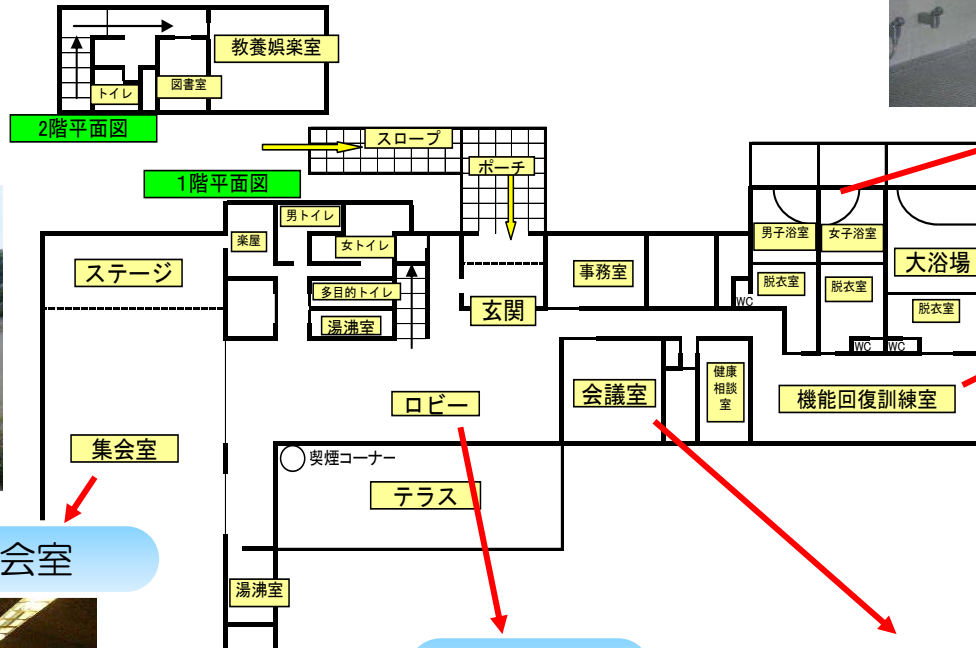 教養娯楽室
図書室
トイレ
2階平面図
スロープ
ポーチ
1階平面図
男トイレ
楽屋
女トイレ
男子浴室
女子浴室
ステージ
事務室
大浴場
多目的トイレ
脱衣室
脱衣室
WC
玄関
脱衣室
湯沸室
WC
WC
健康
相談
室
会議室
機能回復訓練室
ロビー
集会室
喫煙コーナー
テラス
会室
湯沸室